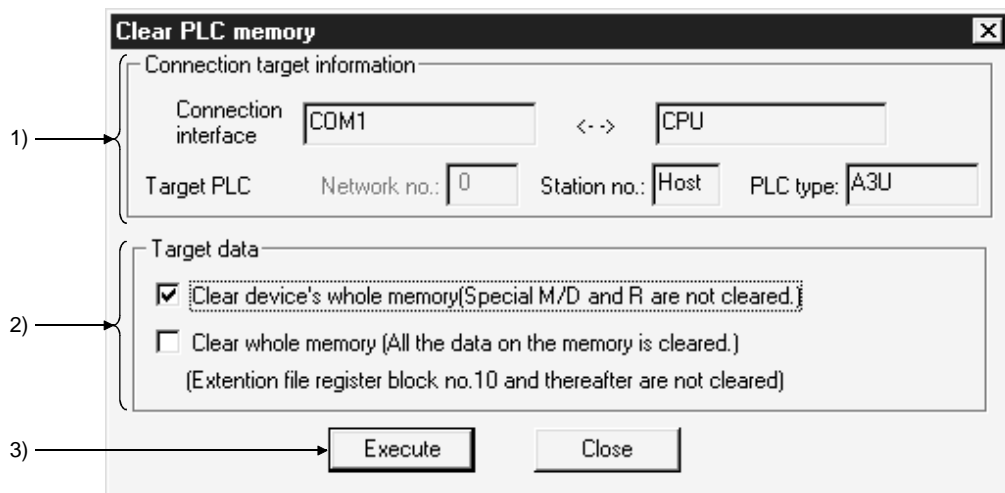 Clear PLC memory
Connection target information
1)
Connection interface
COM1
<-->
CPU
Target PLC Network no.: 0 Station no.: Host PLC type: A3U
Target data
2)
Clear device's whole memory(Special M/D and R are not cleared.)
Clear whole memory (All the data on the memory is cleared.)
(Extention file register block no.10 and thereafter are not cleared)
3)
Execute Close